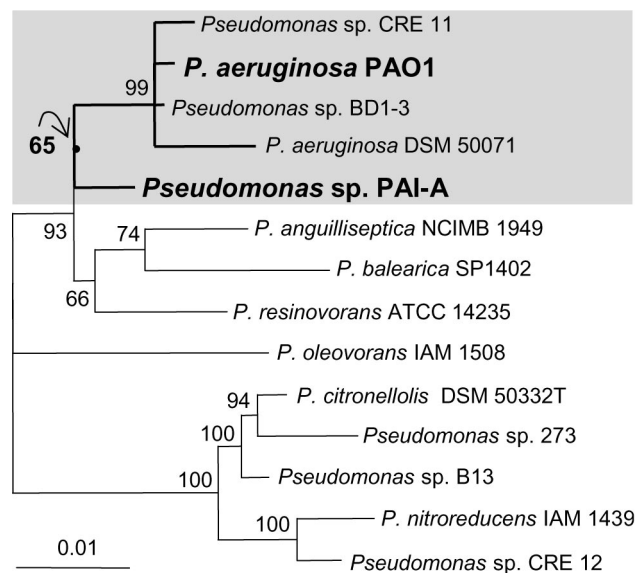 Pseudomonas sp. CRE 11
P. aeruginosa PAO1
99
Pseudomonas sp. BD1-3
65
P. aeruginosa DSM 50071
Pseudomonas sp. PAI-A
93
74
P. anguilliseptica NCIMB 1949
P. balearica SP1402
66
P. resinovorans ATCC 14235
P. oleovorans IAM 1508
94
P. citronellolis DSM 50332T
100
Pseudomonas sp. 273
100
Pseudomonas sp. B13
100
P. nitroreducens IAM 1439
0.01
Pseudomonas sp. CRE 12